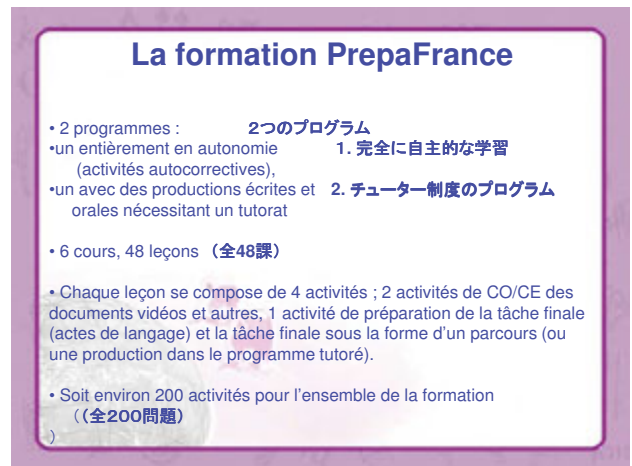 La formation PrepaFrance
• 2 programmes : 2つのプログラム
•un entièrement en autonomie 1. 完全に自主的な学習
(activités autocorrectives),
•un avec des productions écrites et 2. チューター制度のプログラム
orales nécessitant un tutorat
• 6 cours, 48 leçons （全48課）
• Chaque leçon se compose de 4 activités ; 2 activités de CO/CE des
documents vidéos et autres, 1 activité de préparation de la tâche finale
(actes de langage) et la tâche finale sous la forme d'un parcours (ou
une production dans le programme tutoré).
• Soit environ 200 activités pour l'ensemble de la formation
(（全200問題）
)